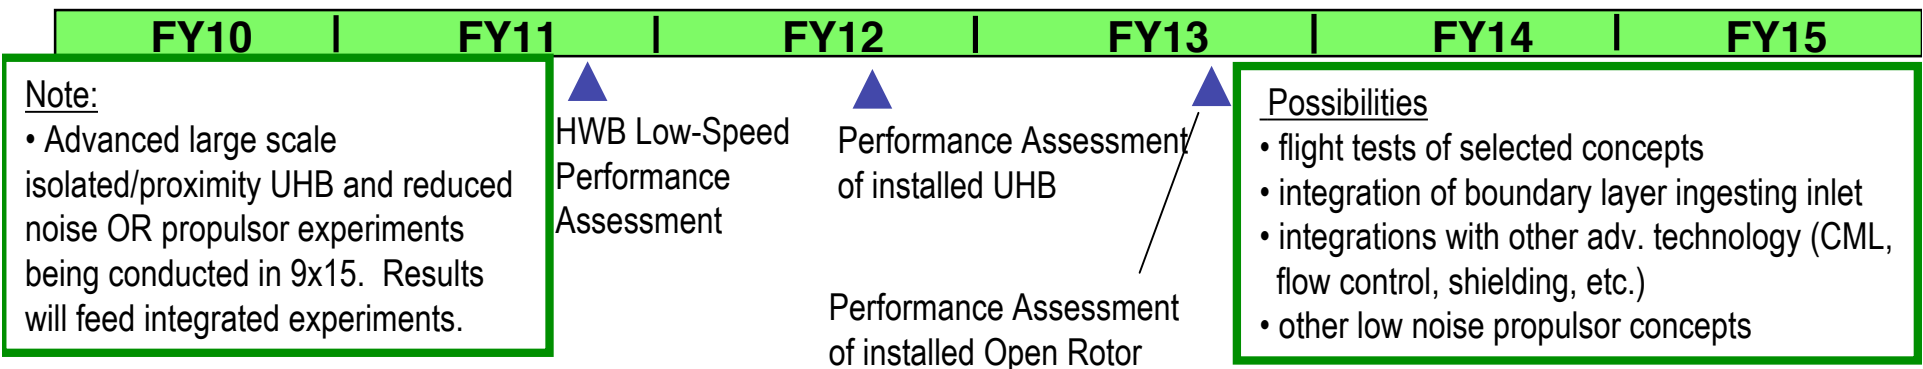 FY10 | FY11 | FY12 | FY13 | FY14 | FY15
Note:
• Advanced large scale
isolated/proximity UHB and reduced
noise OR propulsor experiments
being conducted in 9x15.  Results
will feed integrated experiments.
HWB Low-Speed
Performance
Assessment
Performance Assessment
of installed UHB
Performance Assessment
of installed Open Rotor
Possibilities
• flight tests of selected concepts
• integration of boundary layer ingesting inlet
• integrations with other adv. technology (CML,
flow control, shielding, etc.)
• other low noise propulsor concepts